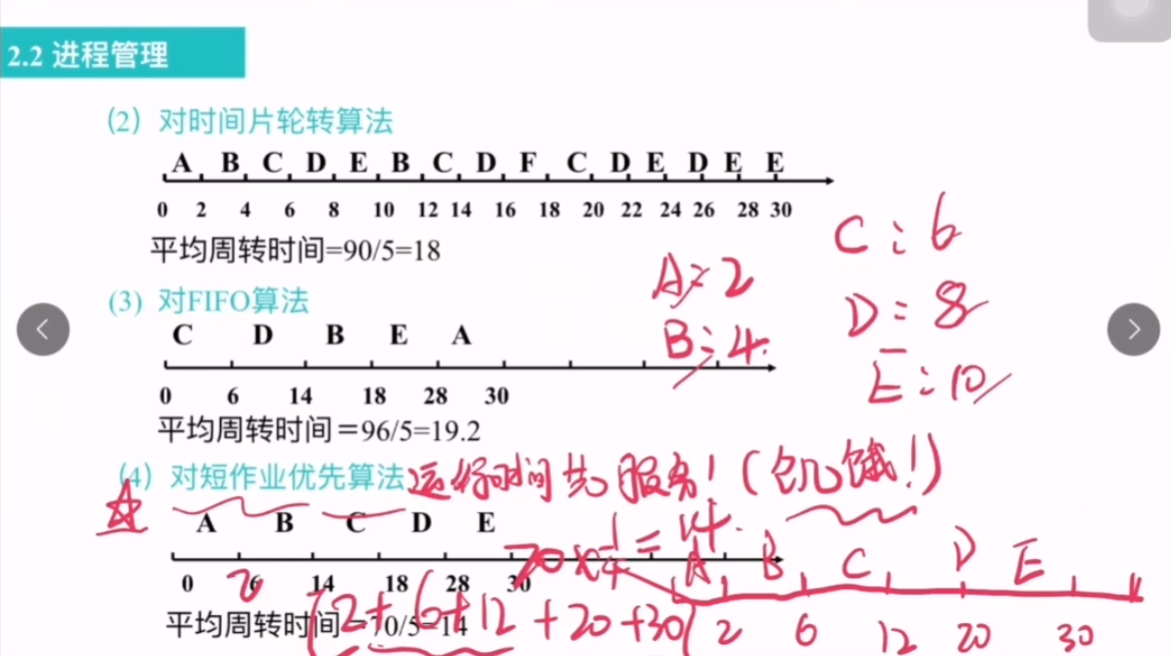 2.2 进程管理
(2) 对时间片轮转算法
A B C D E B C D F C D E D E E
0 2 4 6 8 10 12 14 16 18 20 22 24 26 28 30
平均周转时间=90/5=18
C: 6
(3) 对FIFO算法
A: 2
D: 8
C D B E A
B: 4
E: 10
0 6 14 18 28 30
平均周转时间=96/5=19.2
(4) 对短作业优先算法 运行时间 先服务! (饥饿!)
A B C D E
70×1/ =14
0 6 14 18 28 30
A B C D E
平均周转时间=70/5=14
(2+6+12+20+30)
2 6 12 20 30